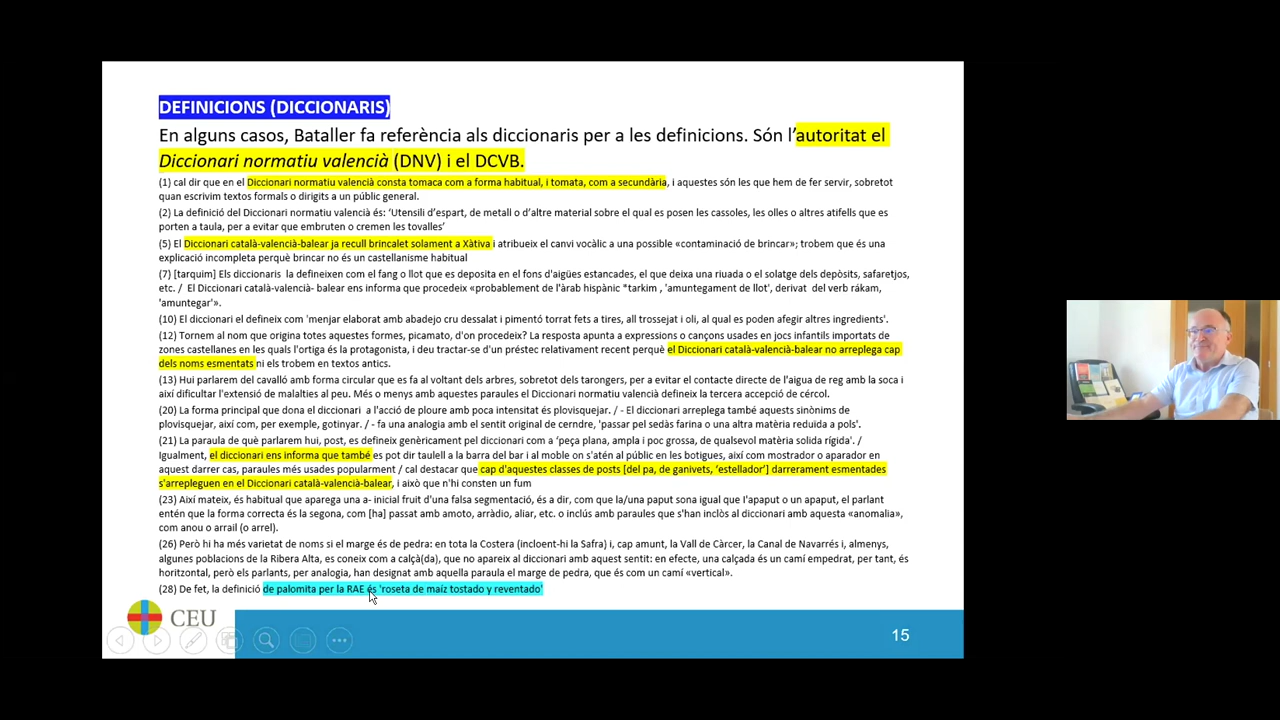 DEFINICIONS (DICCIONARIS)
En alguns casos, Bataller fa referència als diccionaris per a les definicions. Són l'autoritat el
Diccionari normatiu valencià (DNV) i el DCVB.
(1) cal dir que en el Diccionari normatiu valencià consta tomaca com a forma habitual, i tomata, com a secundària, i aquestes són les que hem de fer servir, sobretot
quan escrivim textos formals o dirigits a un públic general.
(2) La definició del Diccionari normatiu valencià és: 'Utensili d'espart, de metall o d'altre material sobre el qual es posen les cassoles, les olles o altres atifells que es
porten a taula, per a evitar que embruten o cremen les tovalles'
(5) El Diccionari català-valencià-balear ja recull brincalet solament a Xàtiva i atribueix el canvi vocàlic a una possible «contaminació de brincar»; trobem que és una
explicació incompleta perquè brincar no és un castellanisme habitual
(7) [tarquim] Els diccionaris la defineixen com el fang o llot que es deposita en el fons d'aigües estancades, el que deixa una riuada o el solatge dels depòsits, safaretjos,
etc. / El Diccionari català-valencià- balear ens informa que procedeix «probablement de l'àrab hispànic *tarkim , 'amuntegament de llot', derivat del verb rákam,
'amuntegar'».
(10) El diccionari el defineix com 'menjar elaborat amb abadejo cru dessalat i pimentó torrat fets a tires, all trossejat i oli, al qual es poden afegir altres ingredients'.
(12) Tornem al nom que origina totes aquestes formes, picamato, d'on procedeix? La resposta apunta a expressions o cançons usades en jocs infantils importats de
zones castellanes en les quals l'ortiga és la protagonista, i deu tractar-se d'un préstec relativament recent perquè el Diccionari català-valencià-balear no arreplega cap
dels noms esmentats ni els trobem en textos antics.
(13) Hui parlarem del cavalló amb forma circular que es fa al voltant dels arbres, sobretot dels tarongers, per a evitar el contacte directe de l'aigua de reg amb la soca i
així dificultar l'extensió de malalties al peu. Més o menys amb aquestes paraules el Diccionari normatiu valencià defineix la tercera accepció de cércol.
(20) La forma principal que dona el diccionari a l'acció de ploure amb poca intensitat és plovisquejar. / - El diccionari arreplega també aquests sinònims de
plovisquejar, així com, per exemple, gotinyar. / - fa una analogia amb el sentit original de cerndre, 'passar pel sedàs farina o una altra matèria reduïda a pols'.
(21) La paraula de què parlarem hui, post, es defineix genèricament pel diccionari com a 'peça plana, ampla i poc grossa, de qualsevol matèria solida rígida'. /
Igualment, el diccionari ens informa que també es pot dir taulell a la barra del bar i al moble on s'atén al públic en les botigues, així com mostrador o aparador en
aquest darrer cas, paraules més usades popularment / cal destacar que cap d'aquestes classes de posts [del pa, de ganivets, 'estellador'] darrerament esmentades
s'arrepleguen en el Diccionari català-valencià-balear, i això que n'hi consten un fum
(23) Així mateix, és habitual que aparega una a- inicial fruit d'una falsa segmentació, és a dir, com que la/una paput sona igual que l'apaput o un apaput, el parlant
entén que la forma correcta és la segona, com [ha] passat amb amoto, arràdio, aliar, etc. o inclús amb paraules que s'han inclòs al diccionari amb aquesta «anomalia»,
com anou o arrail (o arrel).
(26) Però hi ha més varietat de noms si el marge és de pedra: en tota la Costera (incloent-hi la Safra) i, cap amunt, la Vall de Càrcer, la Canal de Navarrés i, almenys,
algunes poblacions de la Ribera Alta, es coneix com a calçà(da), que no apareix al diccionari amb aquest sentit: en efecte, una calçada és un camí empedrat, per tant, és
horitzontal, però els parlants, per analogia, han designat amb aquella paraula el marge de pedra, que és com un camí «vertical».
(28) De fet, la definició de palomita per la RAE és 'roseta de maíz tostado y reventado'
CEU
15